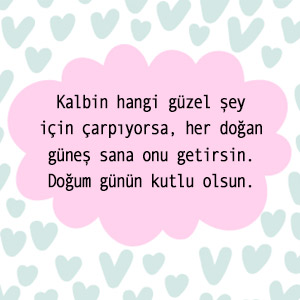 Kalbin hangi güzel şey
için çarpıyorsa, her doğan
güneş sana onu getirsin.
Doğum günün kutlu olsun.